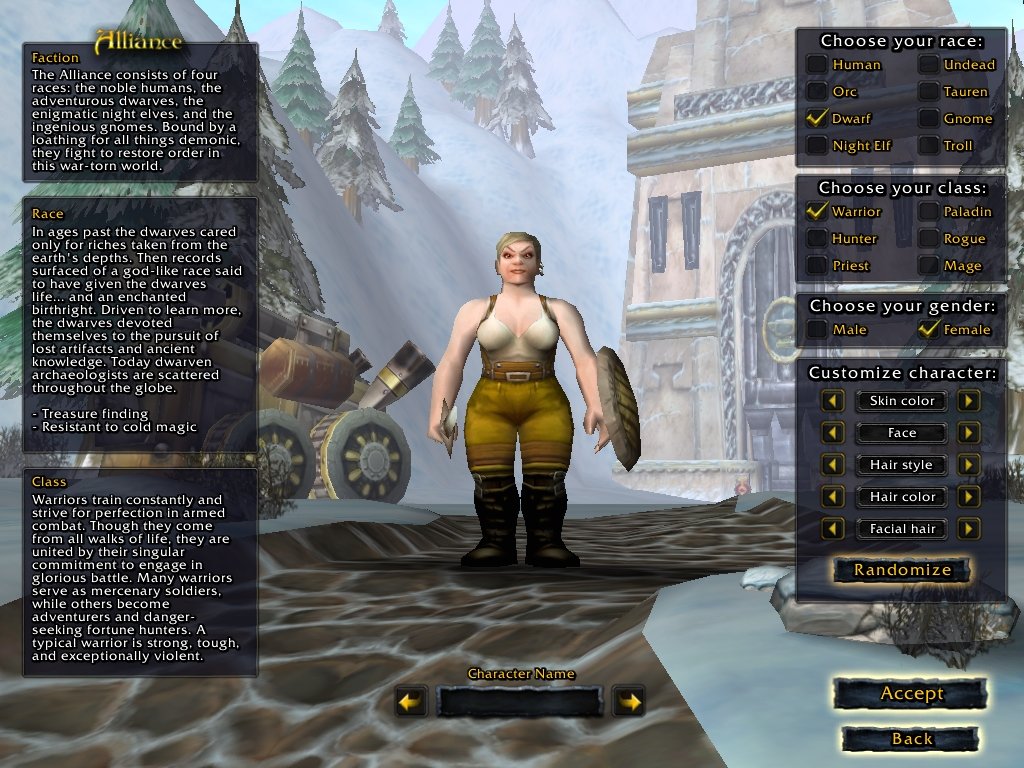 Alliance
Faction
The Alliance consists of four
races: the noble humans, the
adventurous dwarves, the
enigmatic night elves, and the
ingenious gnomes. Bound by a
loathing for all things demonic,
they fight to restore order in
this war-torn world.
Race
In ages past the dwarves cared
only for riches taken from the
earth's depths. Then records
surfaced of a god-like race said
to have given the dwarves
life... and an enchanted
birthright. Driven to learn more,
the dwarves devoted
themselves to the pursuit of
lost artifacts and ancient
knowledge. Today dwarven
archaeologists are scattered
throughout the globe.
- Treasure finding
- Resistant to cold magic
Class
Warriors train constantly and
strive for perfection in armed
combat. Though they come
from all walks of life, they are
united by their singular
commitment to engage in
glorious battle. Many warriors
serve as mercenary soldiers,
while others become
adventurers and danger-
seeking fortune hunters. A
typical warrior is strong, tough,
and exceptionally violent.
Character Name
Choose your race:
Human Undead
Orc Tauren
Dwarf Gnome
Night Elf Troll
Choose your class:
Warrior Paladin
Hunter Rogue
Priest Mage
Choose your gender:
Male Female
Customize character:
Skin color
Face
Hair style
Hair color
Facial hair
Randomize
Accept
Back